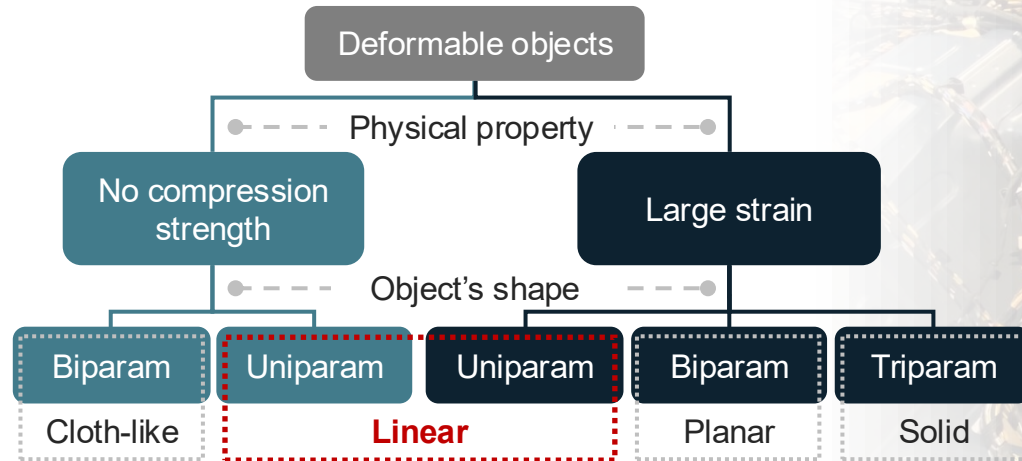 Deformable objects
Physical property
No compression
strength
Large strain
Object’s shape
Biparam
Uniparam
Uniparam
Biparam
Triparam
Cloth-like
Linear
Planar
Solid